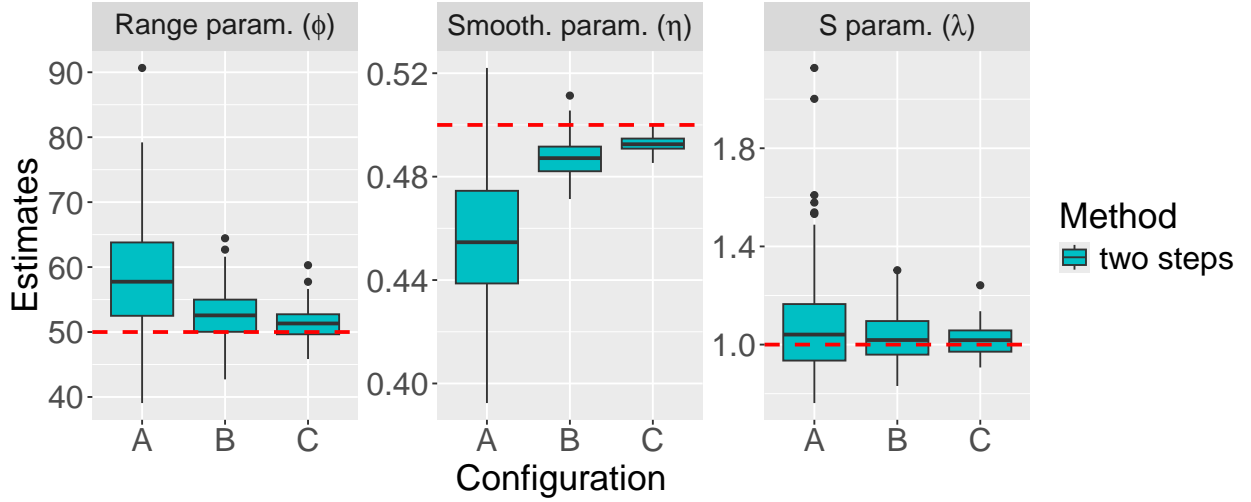 Range param. (ϕ)
Smooth. param. (η)
S param. (λ)
Estimates
90
80
70
60
50
40
0.52
0.48
0.44
0.40
1.8
1.4
1.0
A B C
A B C
A B C
Configuration
Method
two steps